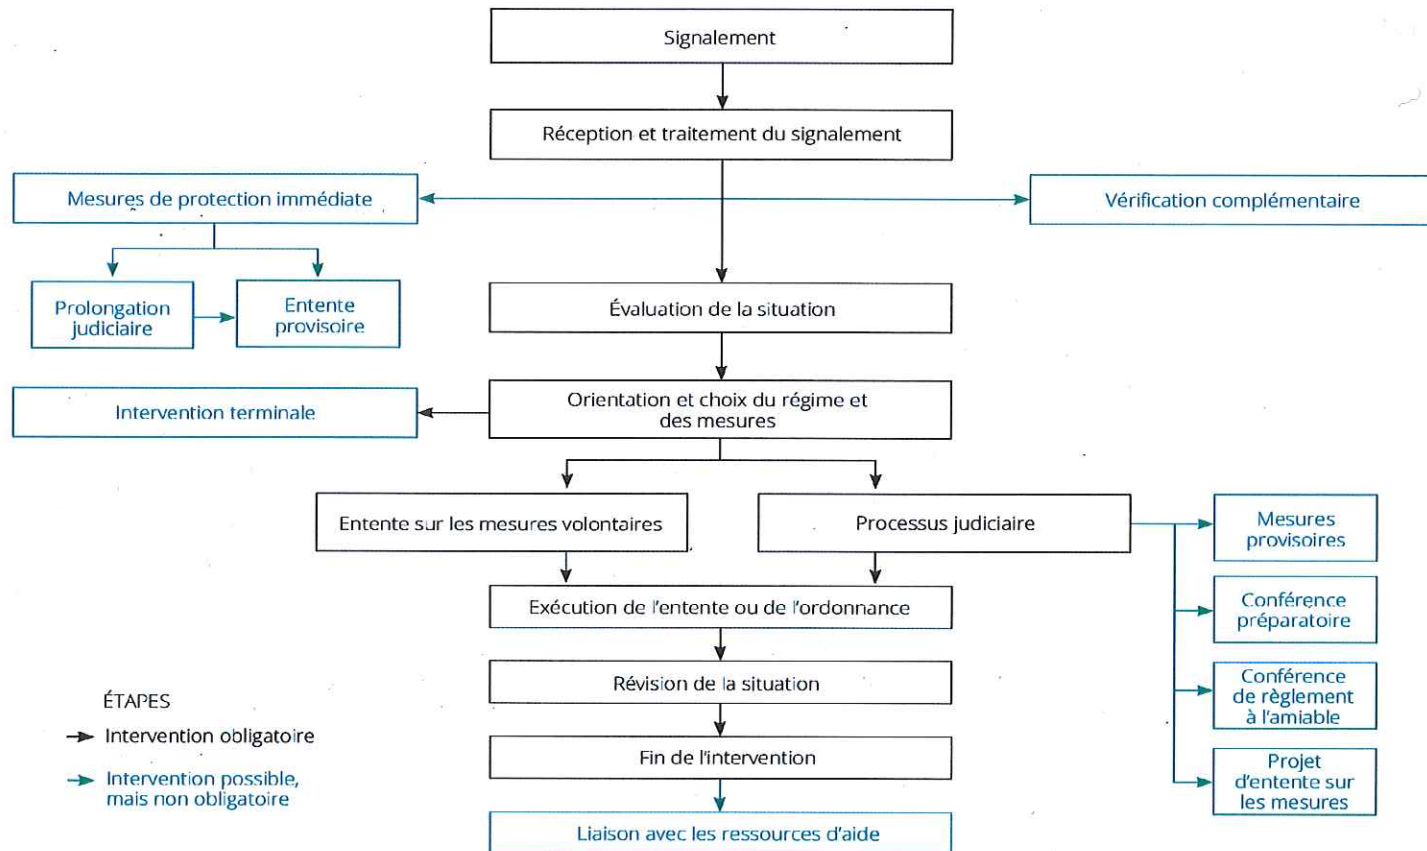 Signalement
Réception et traitement du signalement
Mesures de protection immédiate
Vérification complémentaire
Prolongation
judiciaire
Entente
provisoire
Évaluation de la situation
Intervention terminale
Orientation et choix du régime et
des mesures
Entente sur les mesures volontaires
Processus judiciaire
Mesures
provisoires
Conférence
préparatoire
Conférence
de règlement
à l'amiable
Projet
d'entente sur
les mesures
Exécution de l'entente ou de l'ordonnance
Révision de la situation
Fin de l'intervention
Liaison avec les ressources d'aide
ÉTAPES
Intervention obligatoire
Intervention possible,
mais non obligatoire